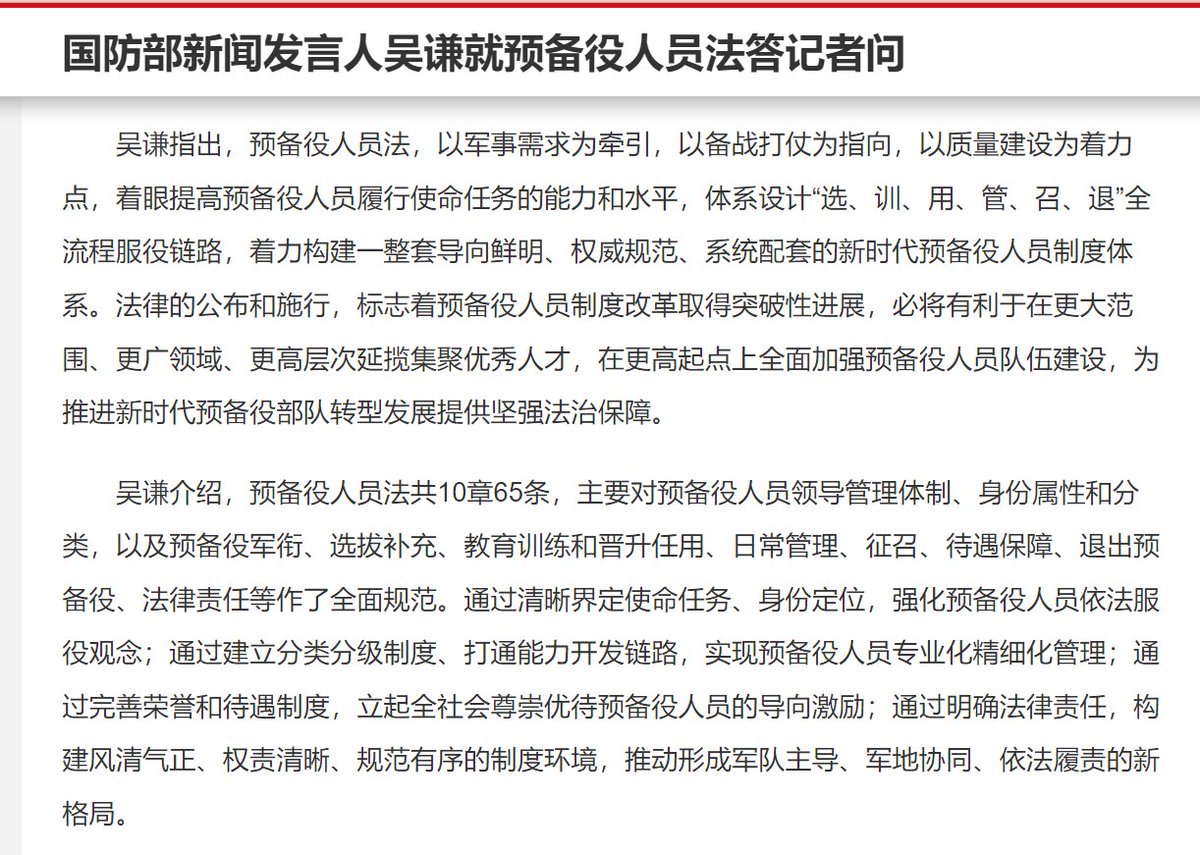 国防部新闻发言人吴谦就预备役人员法答记者问
吴谦指出，预备役人员法，以军事需求为牵引，以备战打仗为指向，以质量建设为着力
点，着眼提高预备役人员履行使命任务的能力和水平，体系设计“选、训、用、管、召、退”全
流程服役链路，着力构建一整套导向鲜明、权威规范、系统配套的新时代预备役人员制度体
系。法律的公布和施行，标志着预备役人员制度改革取得突破性进展，必将有利于在更大范
围、更广领域、更高层次延揽集聚优秀人才，在更高起点上全面加强预备役人员队伍建设，为
推进新时代预备役部队转型发展提供坚强法治保障。
吴谦介绍，预备役人员法共10章65条，主要对预备役人员领导管理体制、身份属性和分
类，以及预备役军衔、选拔补充、教育训练和晋升任用、日常管理、征召、待遇保障、退出预
备役、法律责任等作了全面规范。通过清晰界定使命任务、身份定位，强化预备役人员依法服
役观念；通过建立分类分级制度、打通能力开发链路，实现预备役人员专业化精细化管理；通
过完善荣誉和待遇制度，立起全社会尊崇优待预备役人员的导向激励；通过明确法律责任，构
建风清气正、权责清晰、规范有序的制度环境，推动形成军队主导、军地协同、依法履责的新
格局。